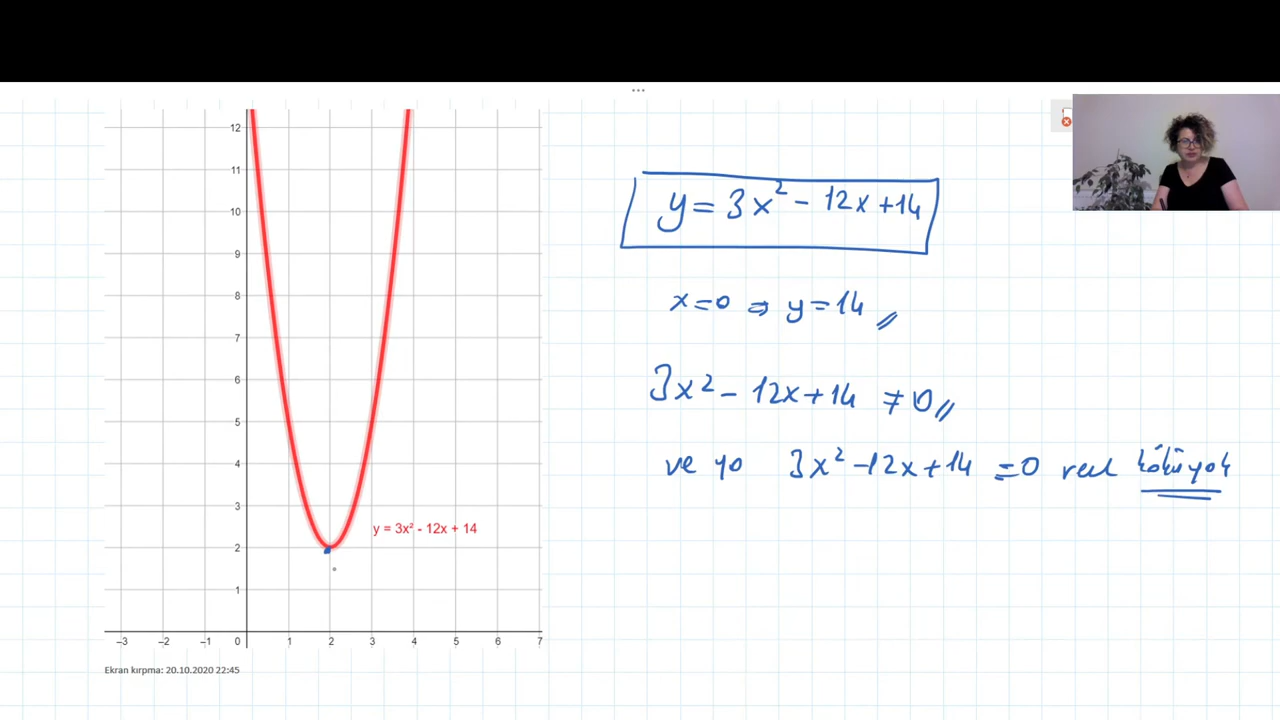 12
11
10
9
8
7
6
5
4
3
2
1
y = 3x² - 12x + 14
−3 −2 −1 0 1 2 3 4 5 6 7
Ekran kırpma: 20.10.2020 22:45
y = 3x² - 12x + 14
x = 0 ⇒ y = 14 //
3x² - 12x + 14 ≠ 0 //
ve ya 3x² - 12x + 14 = 0 reel kökü yok